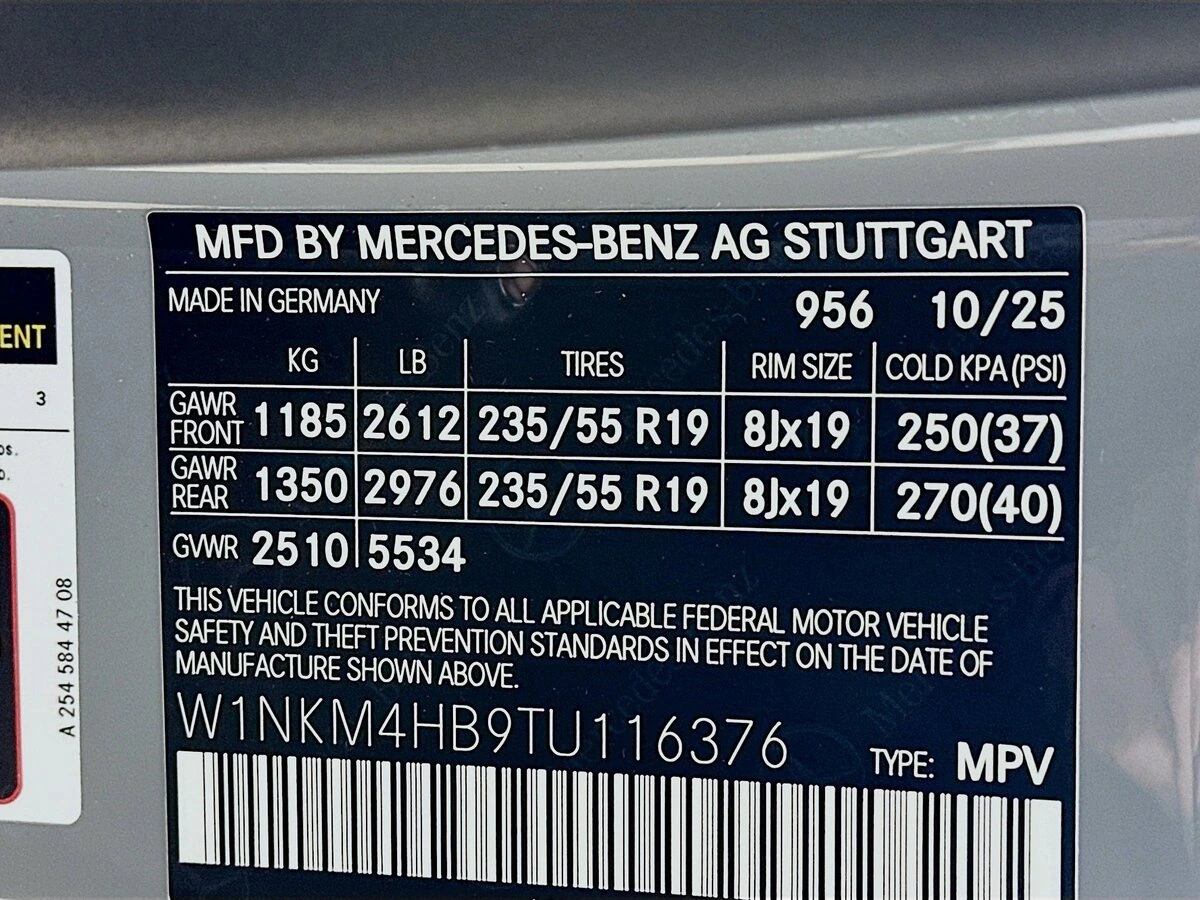 MFD BY MERCEDES-BENZ AG STUTTGART
MADE IN GERMANY 956 10/25
KG LB TIRES RIM SIZE COLD KPA (PSI)
GAWR FRONT 1185 2612 235/55 R19 8Jx19 250(37)
GAWR REAR 1350 2976 235/55 R19 8Jx19 270(40)
GVWR 2510 5534
THIS VEHICLE CONFORMS TO ALL APPLICABLE FEDERAL MOTOR VEHICLE
SAFETY AND THEFT PREVENTION STANDARDS IN EFFECT ON THE DATE OF
MANUFACTURE SHOWN ABOVE.
W1NKM4HB9TU116376 TYPE: MPV
ENT
3
A 254 584 47 08